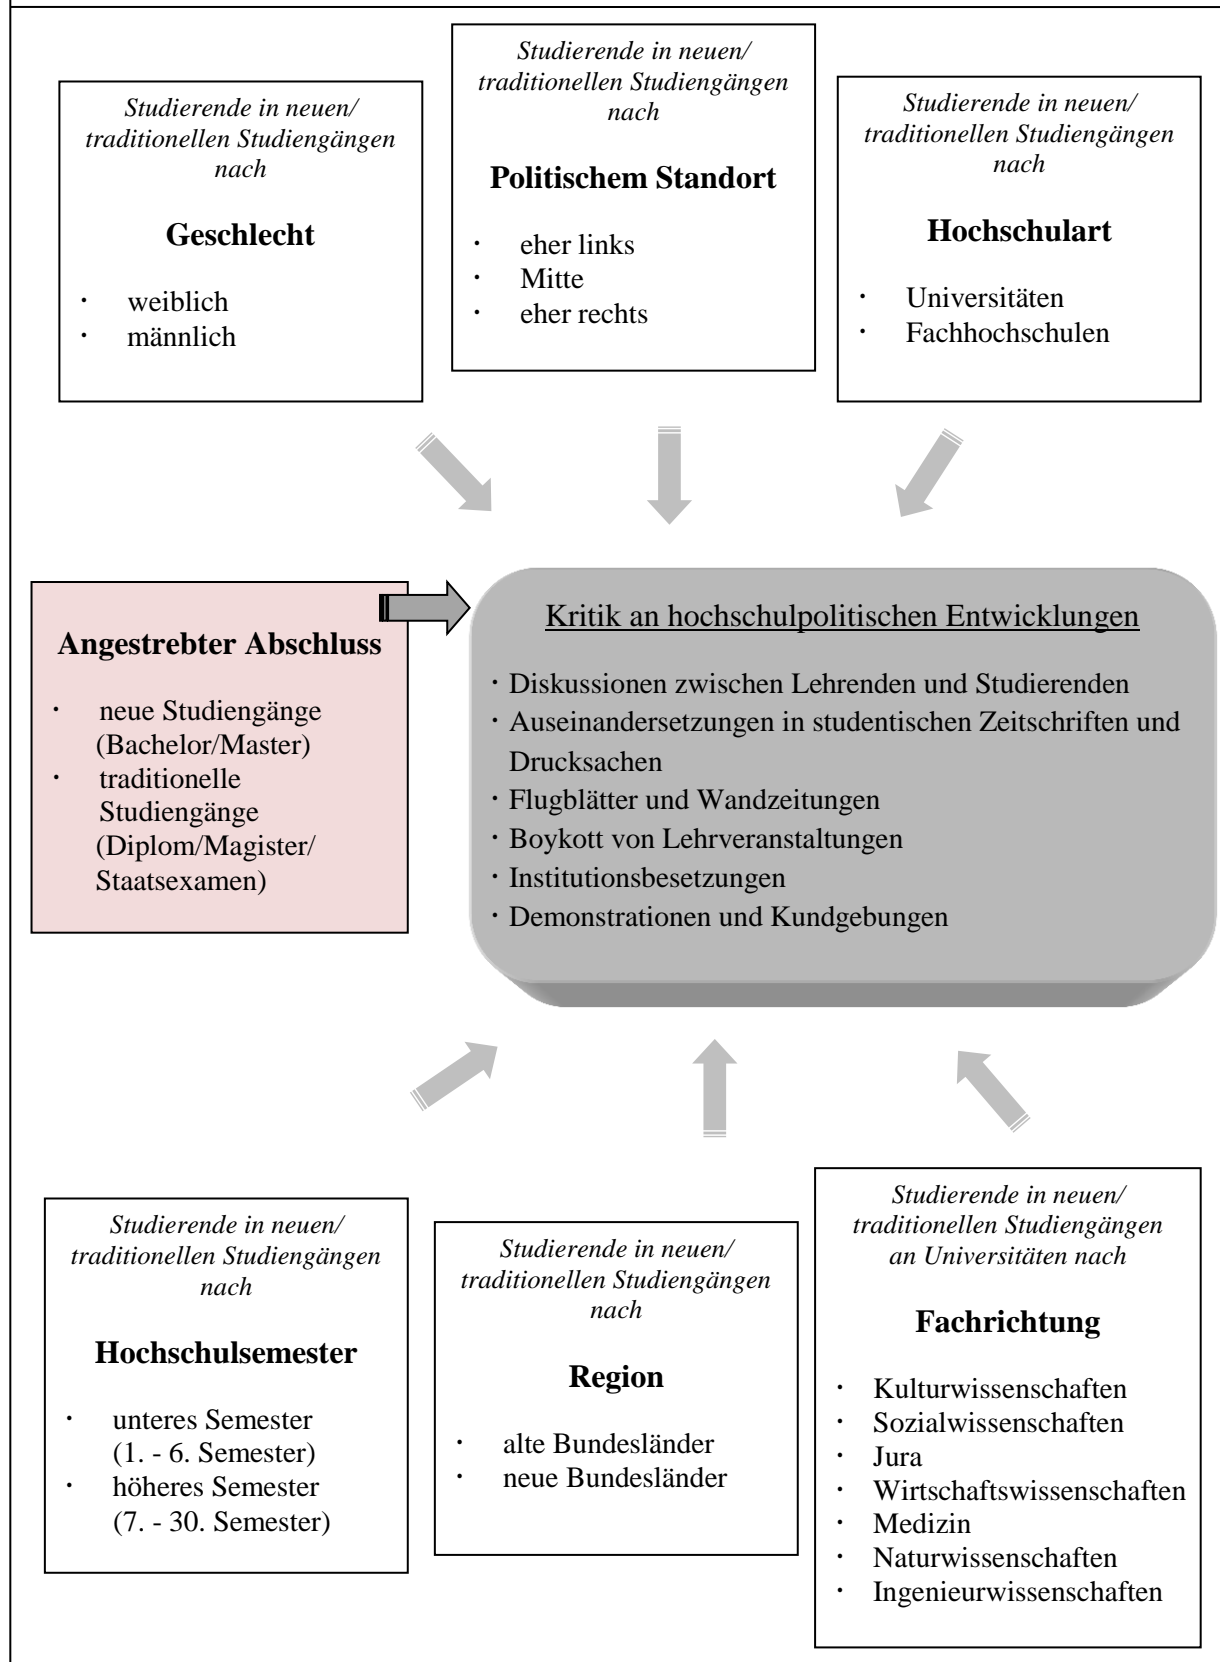 Studierende in neuen/
traditionellen Studiengängen
nach
Geschlecht
· weiblich
· männlich
Studierende in neuen/
traditionellen Studiengängen
nach
Politischem Standort
· eher links
· Mitte
· eher rechts
Studierende in neuen/
traditionellen Studiengängen
nach
Hochschulart
· Universitäten
· Fachhochschulen
Angestrebter Abschluss
· neue Studiengänge
(Bachelor/Master)
· traditionelle
Studiengänge
(Diplom/Magister/
Staatsexamen)
Kritik an hochschulpolitischen Entwicklungen
· Diskussionen zwischen Lehrenden und Studierenden
· Auseinandersetzungen in studentischen Zeitschriften und
Drucksachen
· Flugblätter und Wandzeitungen
· Boykott von Lehrveranstaltungen
· Institutionsbesetzungen
· Demonstrationen und Kundgebungen
Studierende in neuen/
traditionellen Studiengängen
nach
Hochschulsemester
· unteres Semester
(1. - 6. Semester)
· höheres Semester
(7. - 30. Semester)
Studierende in neuen/
traditionellen Studiengängen
nach
Region
· alte Bundesländer
· neue Bundesländer
Studierende in neuen/
traditionellen Studiengängen
an Universitäten nach
Fachrichtung
· Kulturwissenschaften
· Sozialwissenschaften
· Jura
· Wirtschaftswissenschaften
· Medizin
· Naturwissenschaften
· Ingenieurwissenschaften